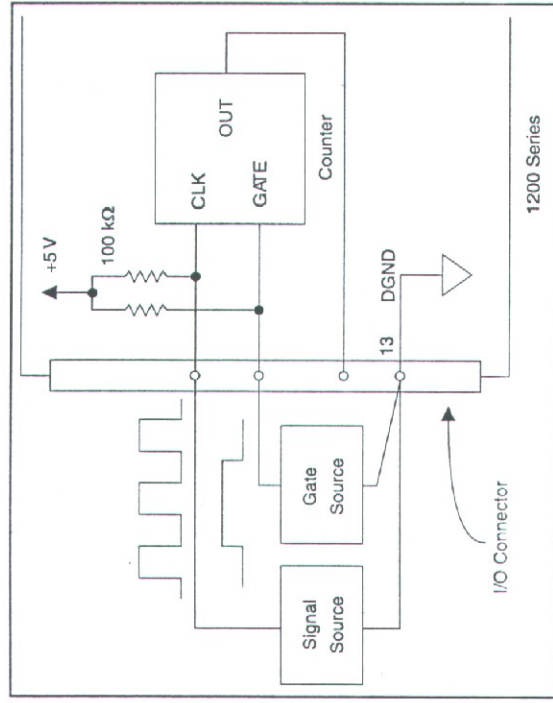 +5 V
100 kΩ
CLK
OUT
GATE
Counter
13
DGND
Signal
Source
Gate
Source
I/O Connector
1200 Series